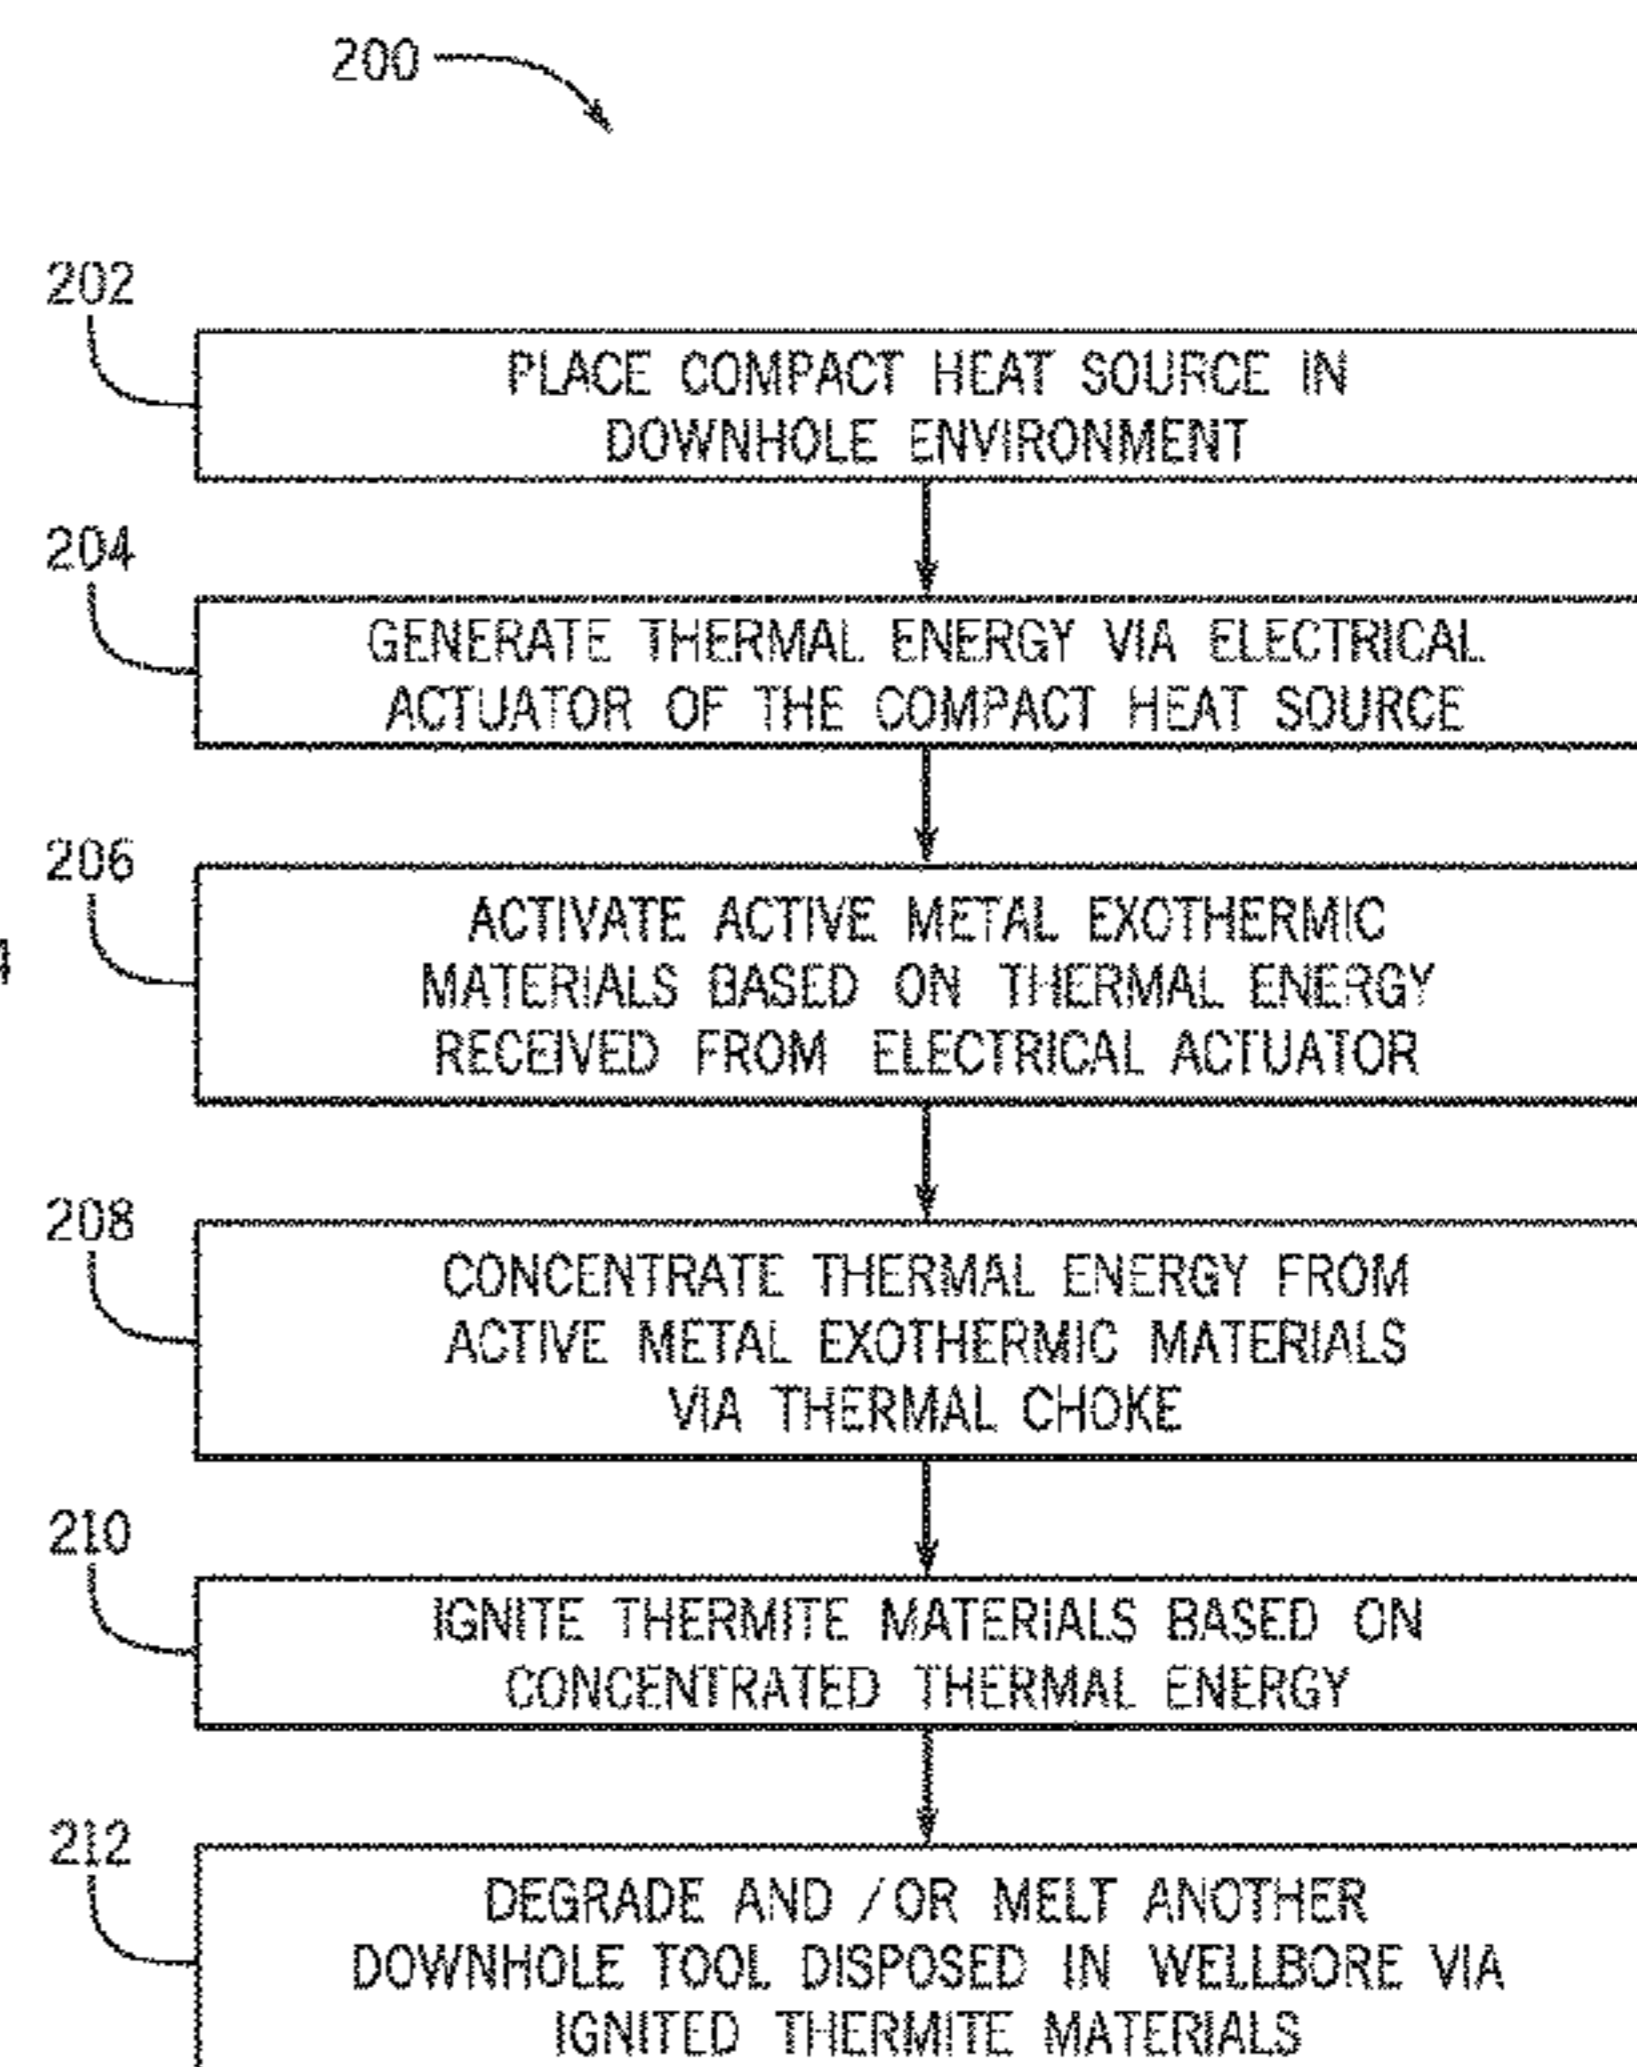 200
202
PLACE COMPACT HEAT SOURCE IN
DOWNHOLE ENVIRONMENT
204
GENERATE THERMAL ENERGY VIA ELECTRICAL
ACTUATOR OF THE COMPACT HEAT SOURCE
206
ACTIVATE ACTIVE METAL EXOTHERMIC
MATERIALS BASED ON THERMAL ENERGY
RECEIVED FROM ELECTRICAL ACTUATOR
208
CONCENTRATE THERMAL ENERGY FROM
ACTIVE METAL EXOTHERMIC MATERIALS
VIA THERMAL CHOKE
210
IGNITE THERMITE MATERIALS BASED ON
CONCENTRATED THERMAL ENERGY
212
DEGRADE AND /OR MELT ANOTHER
DOWNHOLE TOOL DISPOSED IN WELLBORE VIA
IGNITED THERMITE MATERIALS